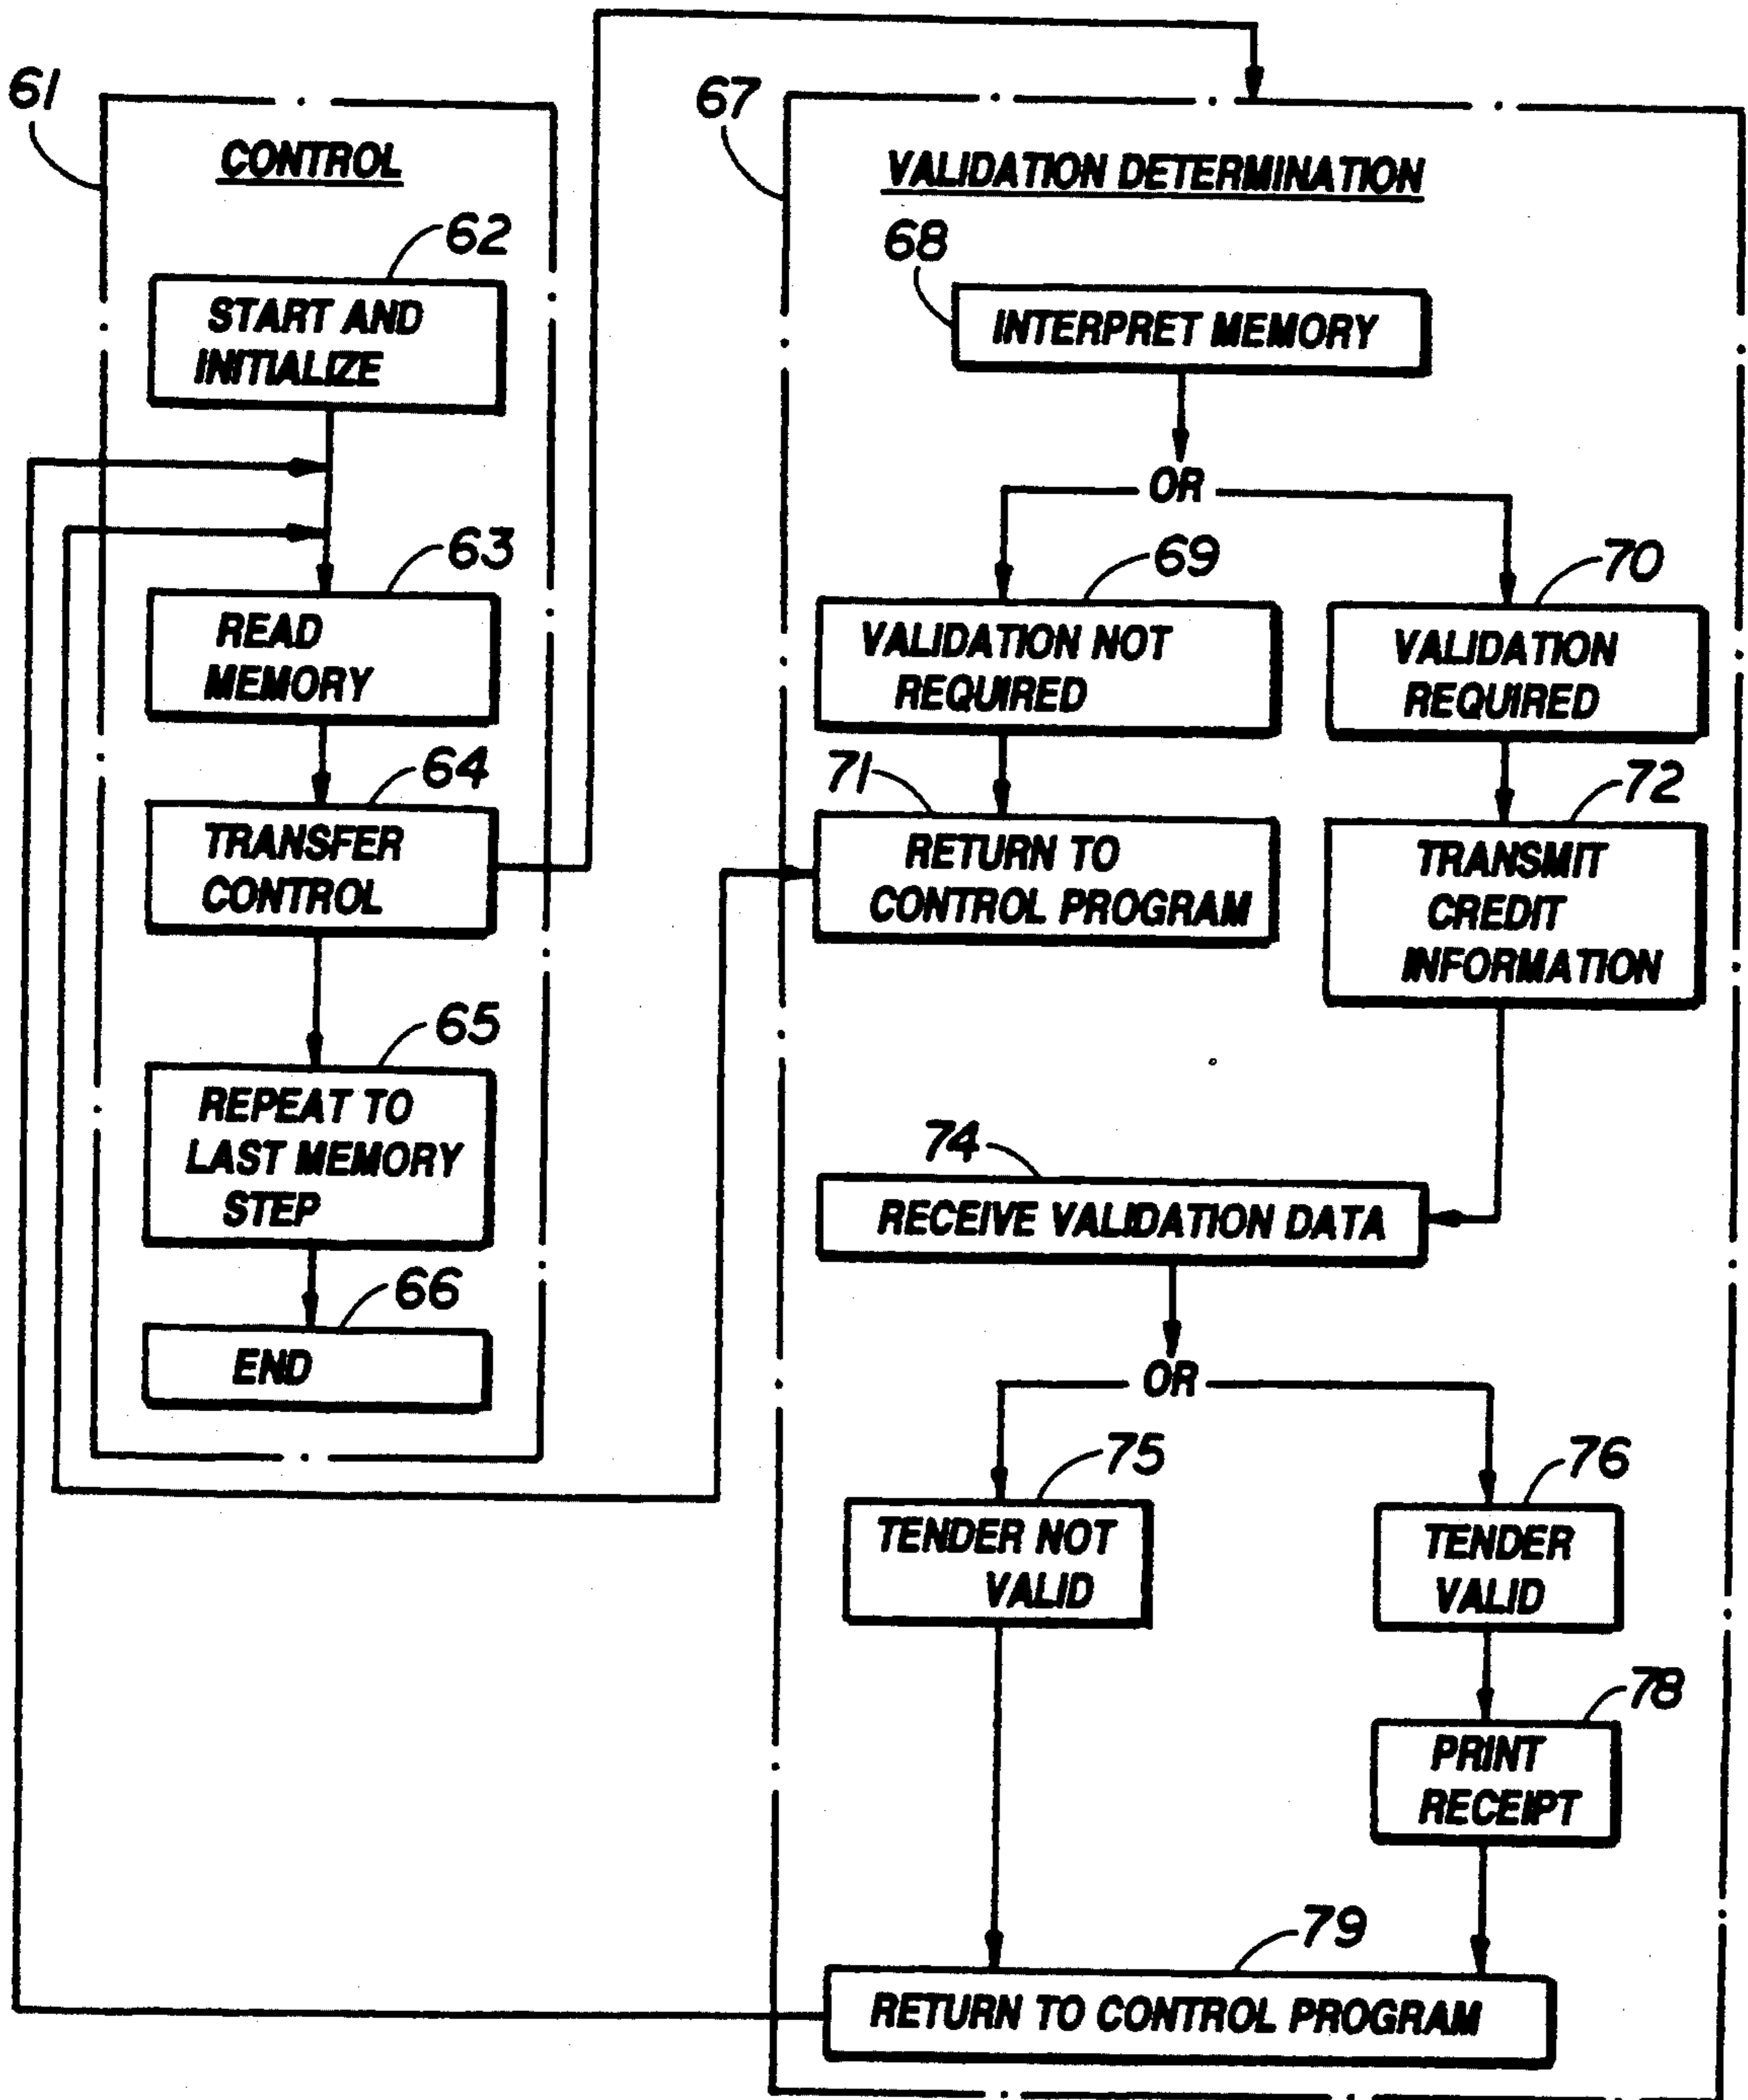 61
CONTROL
62
START AND
INITIALIZE
63
READ
MEMORY
64
TRANSFER
CONTROL
65
REPEAT TO
LAST MEMORY
STEP
66
END
67
VALIDATION DETERMINATION
68
INTERPRET MEMORY
OR
69
VALIDATION NOT
REQUIRED
70
VALIDATION
REQUIRED
71
RETURN TO
CONTROL PROGRAM
72
TRANSMIT
CREDIT
INFORMATION
74
RECEIVE VALIDATION DATA
OR
75
TENDER NOT
VALID
76
TENDER
VALID
78
PRINT
RECEIPT
79
RETURN TO CONTROL PROGRAM